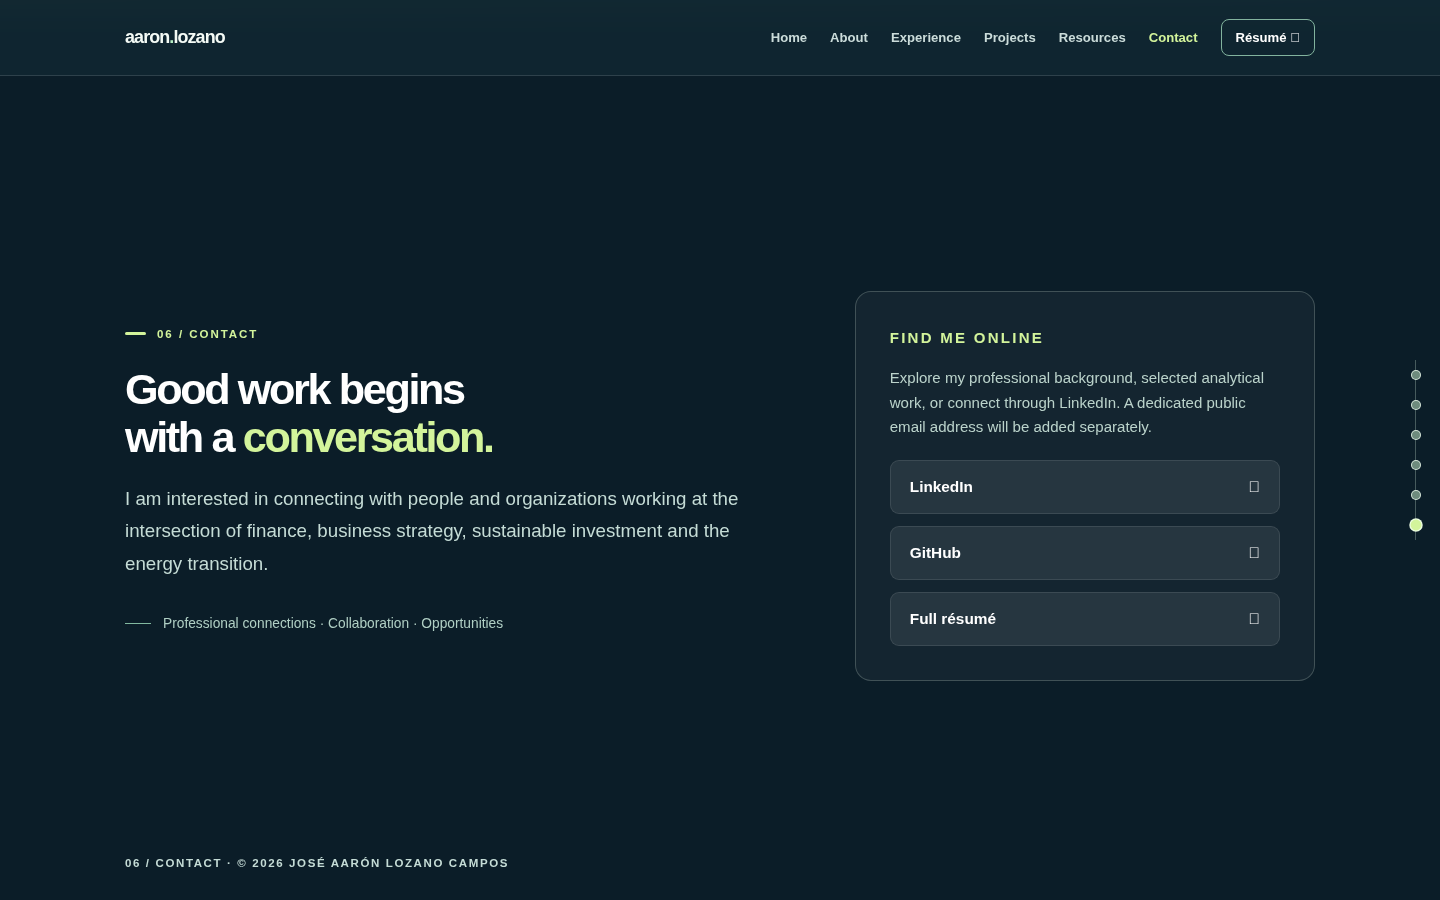 aaron.lozano
Home About Experience Projects Resources Contact Résumé
06 / CONTACT
Good work begins
with a conversation.
I am interested in connecting with people and organizations working at the
intersection of finance, business strategy, sustainable investment and the
energy transition.
Professional connections · Collaboration · Opportunities
FIND ME ONLINE
Explore my professional background, selected analytical
work, or connect through LinkedIn. A dedicated public
email address will be added separately.
LinkedIn
GitHub
Full résumé
06 / CONTACT · © 2026 JOSÉ AARÓN LOZANO CAMPOS